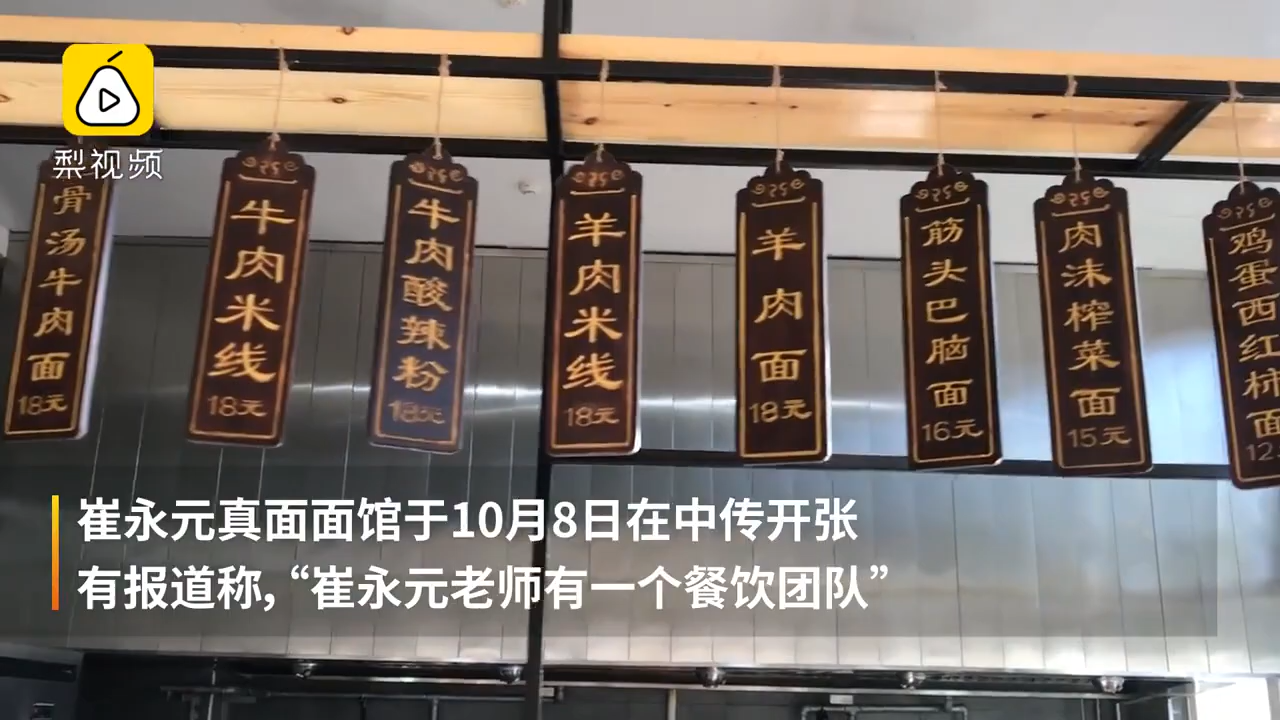 梨视频
骨汤牛肉面
18元
牛肉米线
18元
牛肉酸辣粉
18元
羊肉米线
18元
羊肉面
18元
筋头巴脑面
16元
肉沫榨菜面
15元
鸡蛋西红柿面
12
崔永元真面面馆于10月8日在中传开张
有报道称，“崔永元老师有一个餐饮团队”